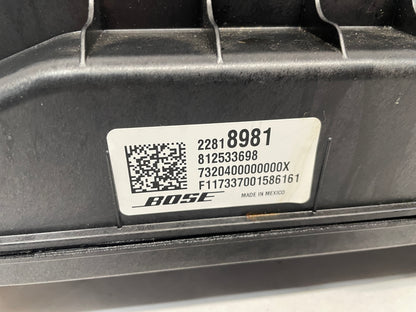 22818981
812533698
7320400000000X
F117337001586161
BOSE MADE IN MEXICO